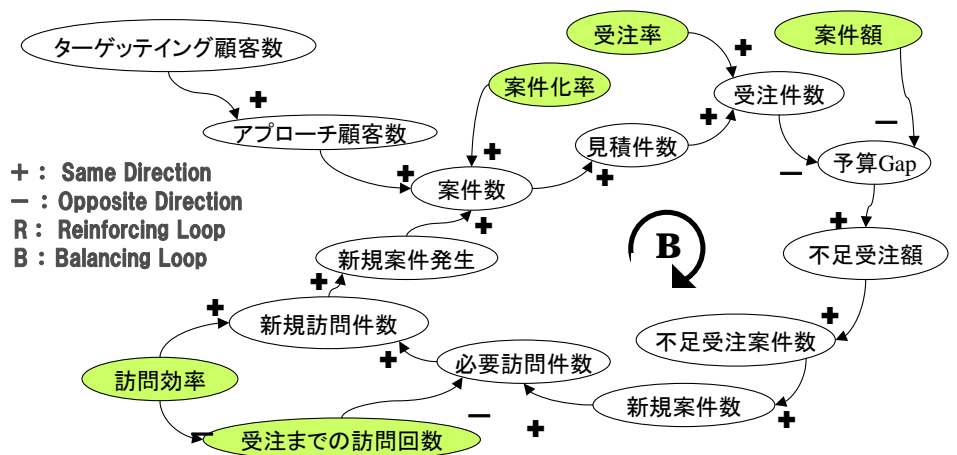 ターゲッテイング顧客数
+
アプローチ顧客数
+ : Same Direction
− : Opposite Direction
R : Reinforcing Loop
B : Balancing Loop
案件化率
+
+
案件数
受注率
+
案件額
−
受注件数
+
見積件数
+
−
予算Gap
+
不足受注額
B
+
新規案件発生
+
新規訪問件数
+
+
訪問効率
−
受注までの訪問回数
−
必要訪問件数
+
+
不足受注案件数
新規案件数
+